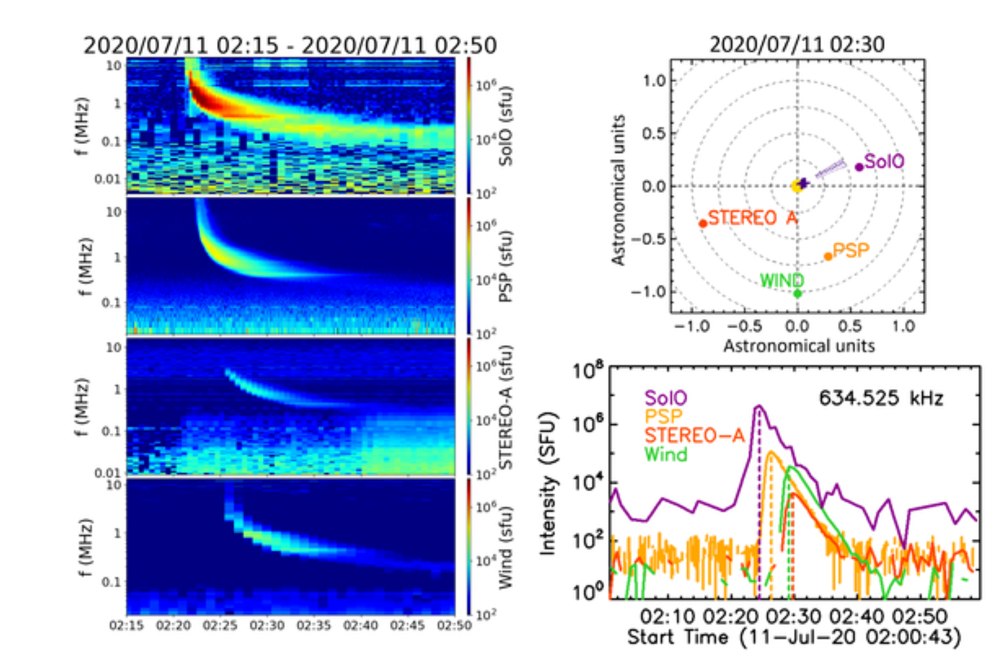 2020/07/11 02:15 - 2020/07/11 02:50
10
1
0.1
0.01
f (MHz)
10⁶
10⁴
10²
SolO (sfu)
10
1
0.1
f (MHz)
10⁶
10⁴
10²
PSP (sfu)
10
1
0.1
0.01
f (MHz)
10⁶
10⁴
10²
STEREO-A (sfu)
10
1
0.1
f (MHz)
10⁶
10⁴
10²
Wind (sfu)
02:15 02:20 02:25 02:30 02:35 02:40 02:45 02:50
2020/07/11 02:30
1.0
0.5
0.0
−0.5
−1.0
Astronomical units
SolO
STEREO A
PSP
WIND
−1.0 −0.5 0.0 0.5 1.0
Astronomical units
10⁸
10⁶
10⁴
10²
10⁰
Intensity (SFU)
SolO
634.525 kHz
PSP
STEREO−A
Wind
02:10 02:20 02:30 02:40 02:50
Start Time (11−Jul−20 02:00:43)